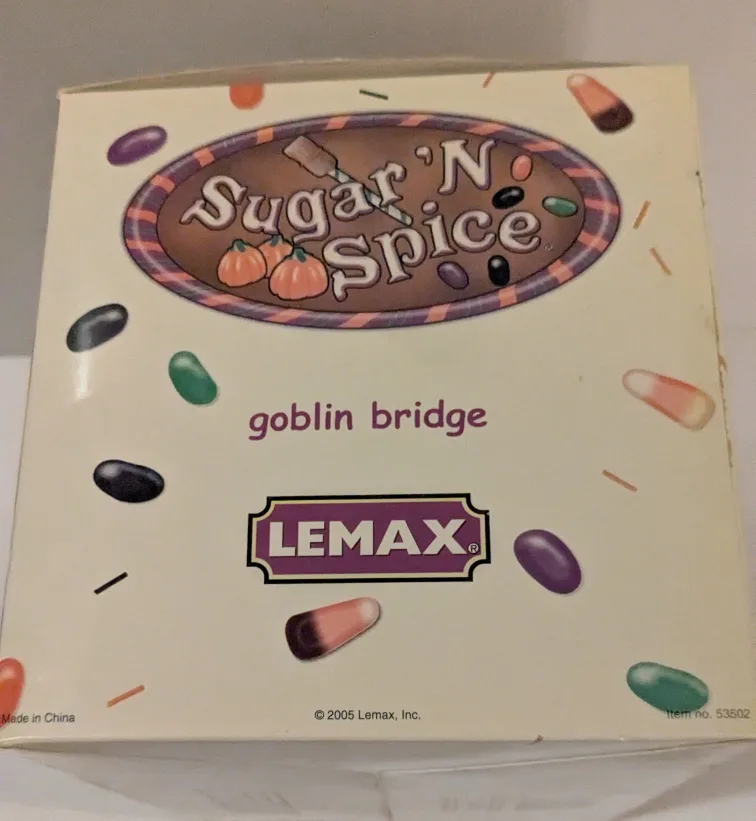 Sugar 'N
Spice
goblin bridge
LEMAX®
Made in China
© 2005 Lemax, Inc.
Item no. 53502